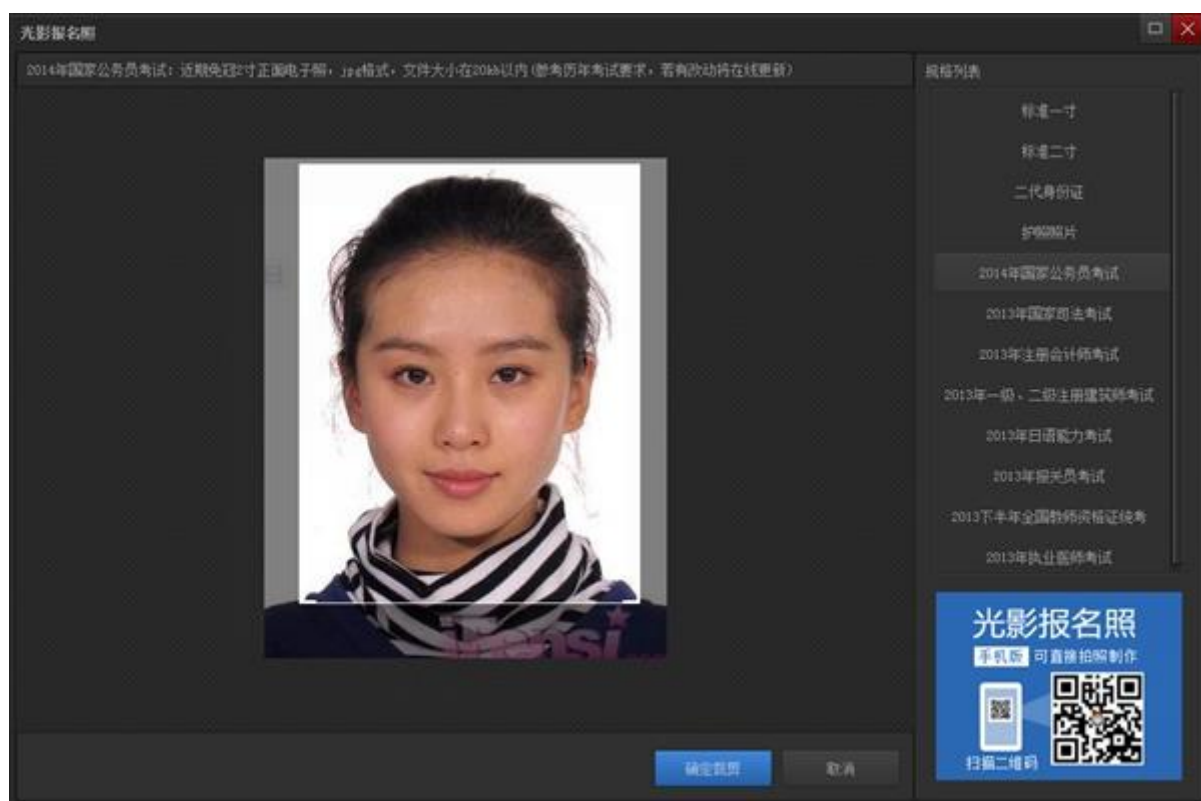 光影报名照
2014年国家公务员考试：近期免冠2寸正面电子照，jpg格式，文件大小在20kb以内(参考历年考试要求，若有改动将在线更新)
规格列表
标准一寸
标准二寸
二代身份证
护照照片
2014年国家公务员考试
2013年国家司法考试
2013年注册会计师考试
2013年一级、二级注册建筑师考试
2013年日语能力考试
2013年报关员考试
2013下半年全国教师资格证统考
2013年执业医师考试
光影报名照
手机版 可直接拍照制作
扫描二维码
确定裁剪
取消